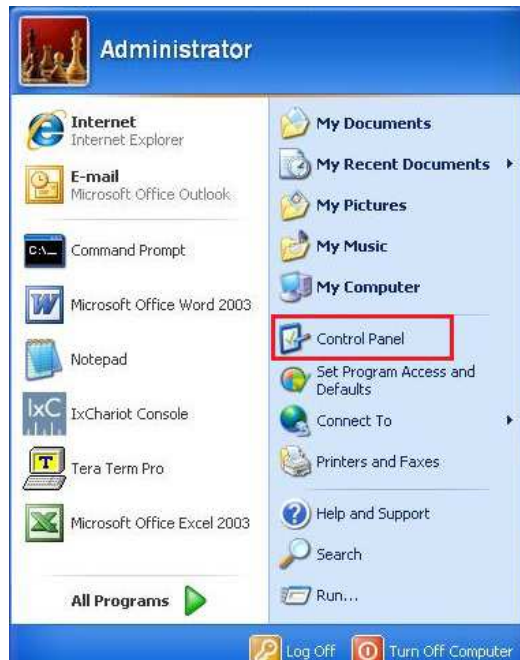 Administrator
Internet
Internet Explorer
E-mail
Microsoft Office Outlook
C:\_
Command Prompt
W
Microsoft Office Word 2003
Notepad
IxC
IxChariot Console
T
Tera Term Pro
X
Microsoft Office Excel 2003
All Programs
My Documents
My Recent Documents
My Pictures
My Music
My Computer
Control Panel
Set Program Access and
Defaults
Connect To
Printers and Faxes
?
Help and Support
Search
Run...
Log Off
Turn Off Computer